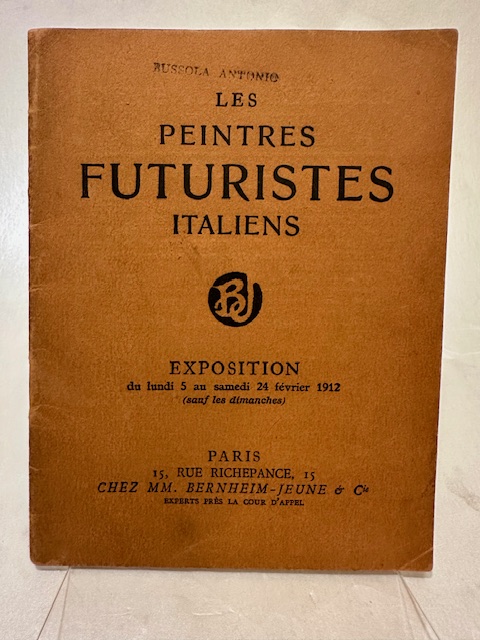 BUSSOLA ANTONIO
LES
PEINTRES
FUTURISTES
ITALIENS
BJ
EXPOSITION
du lundi 5 au samedi 24 février 1912
(sauf les dimanches)
PARIS
15, RUE RICHEPANCE, 15
CHEZ MM. BERNHEIM-JEUNE & Cie
EXPERTS PRÈS LA COUR D'APPEL